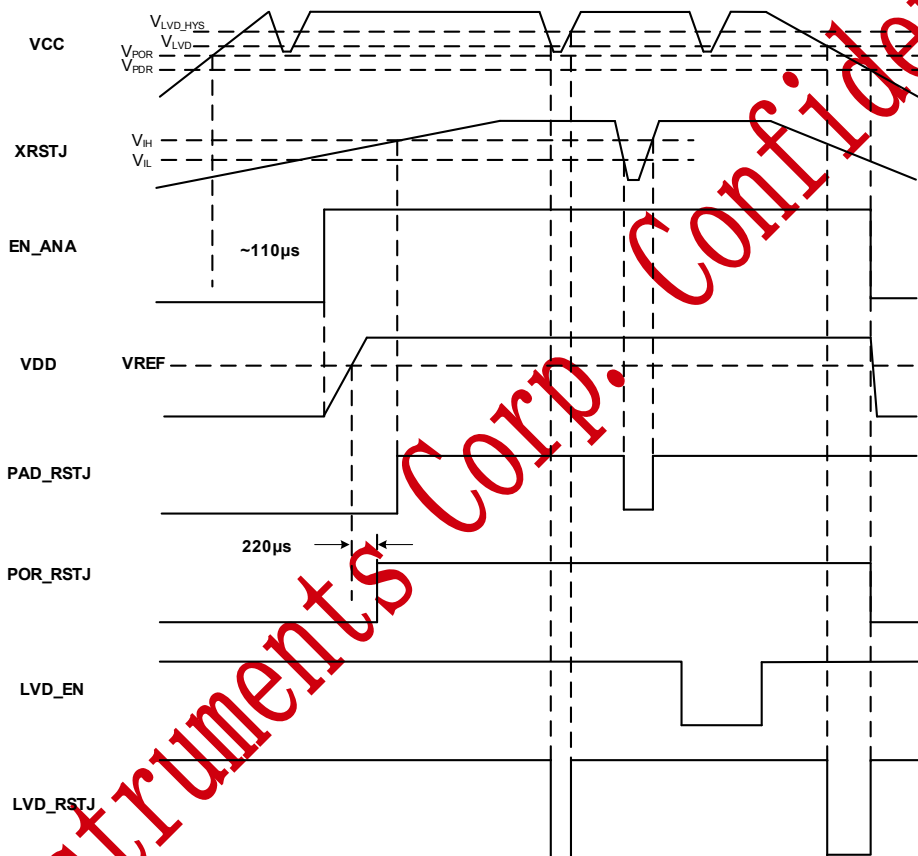 VCC
VLVD_HYS
VLVD
VPOR
VPDR
XRSTJ
VIH
VIL
EN_ANA
~110µs
VDD
VREF
PAD_RSTJ
220µs
POR_RSTJ
LVD_EN
LVD_RSTJ
struments Corp. Confide